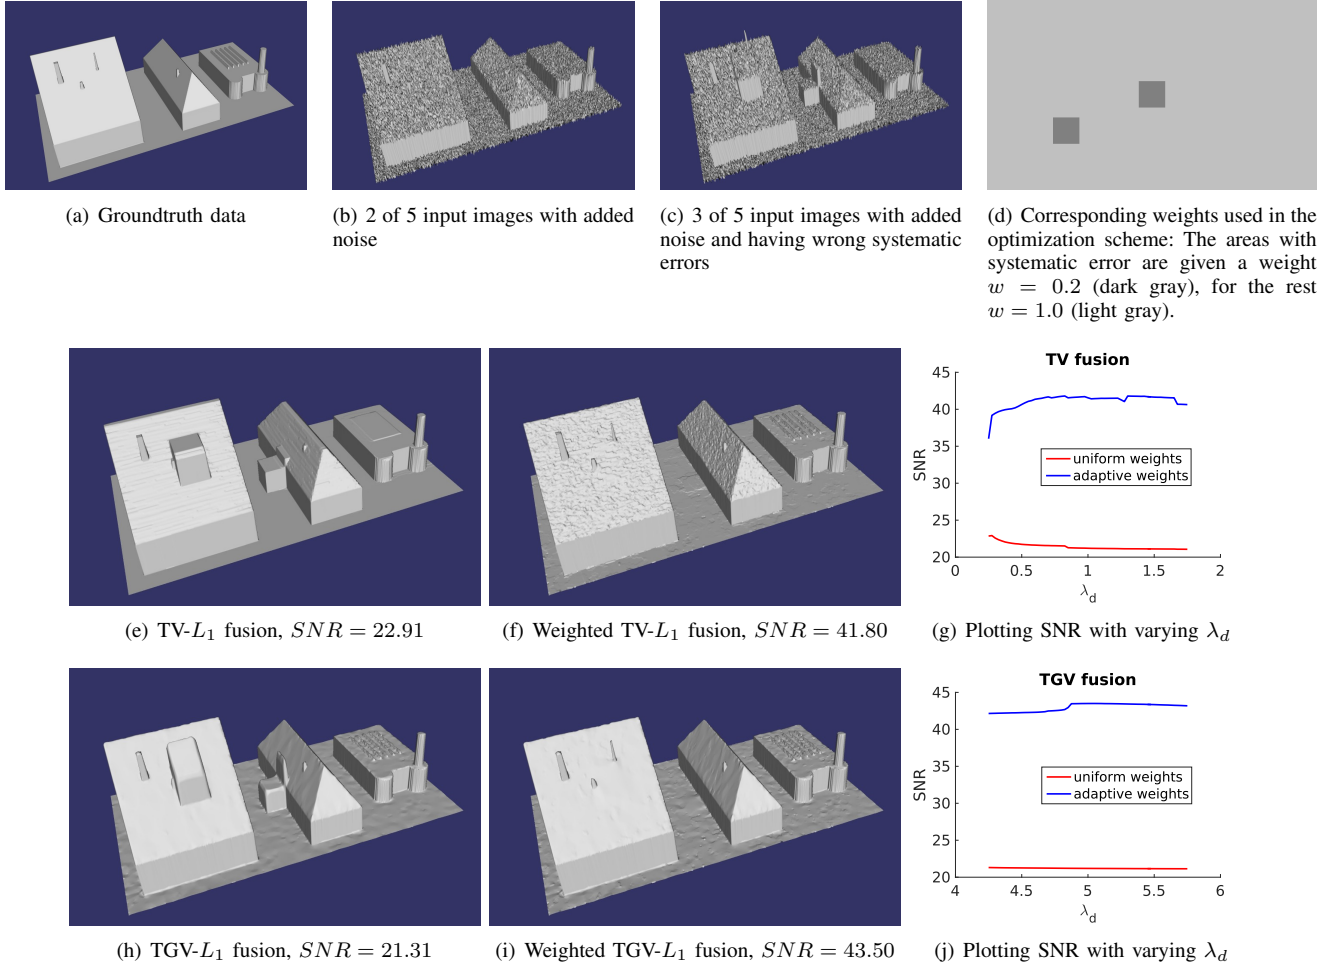 (a) Groundtruth data
(b) 2 of 5 input images with added
noise
(c) 3 of 5 input images with added
noise and having wrong systematic
errors
(d) Corresponding weights used in the
optimization scheme: The areas with
systematic error are given a weight
w = 0.2 (dark gray), for the rest
w = 1.0 (light gray).
TV fusion
45
40
35
30
25
20
SNR
uniform weights
adaptive weights
0
0.5
1
1.5
2
λd
(e) TV-L1 fusion, SNR = 22.91
(f) Weighted TV-L1 fusion, SNR = 41.80
(g) Plotting SNR with varying λd
TGV fusion
45
40
35
30
25
20
SNR
uniform weights
adaptive weights
4
4.5
5
5.5
6
λd
(h) TGV-L1 fusion, SNR = 21.31
(i) Weighted TGV-L1 fusion, SNR = 43.50
(j) Plotting SNR with varying λd